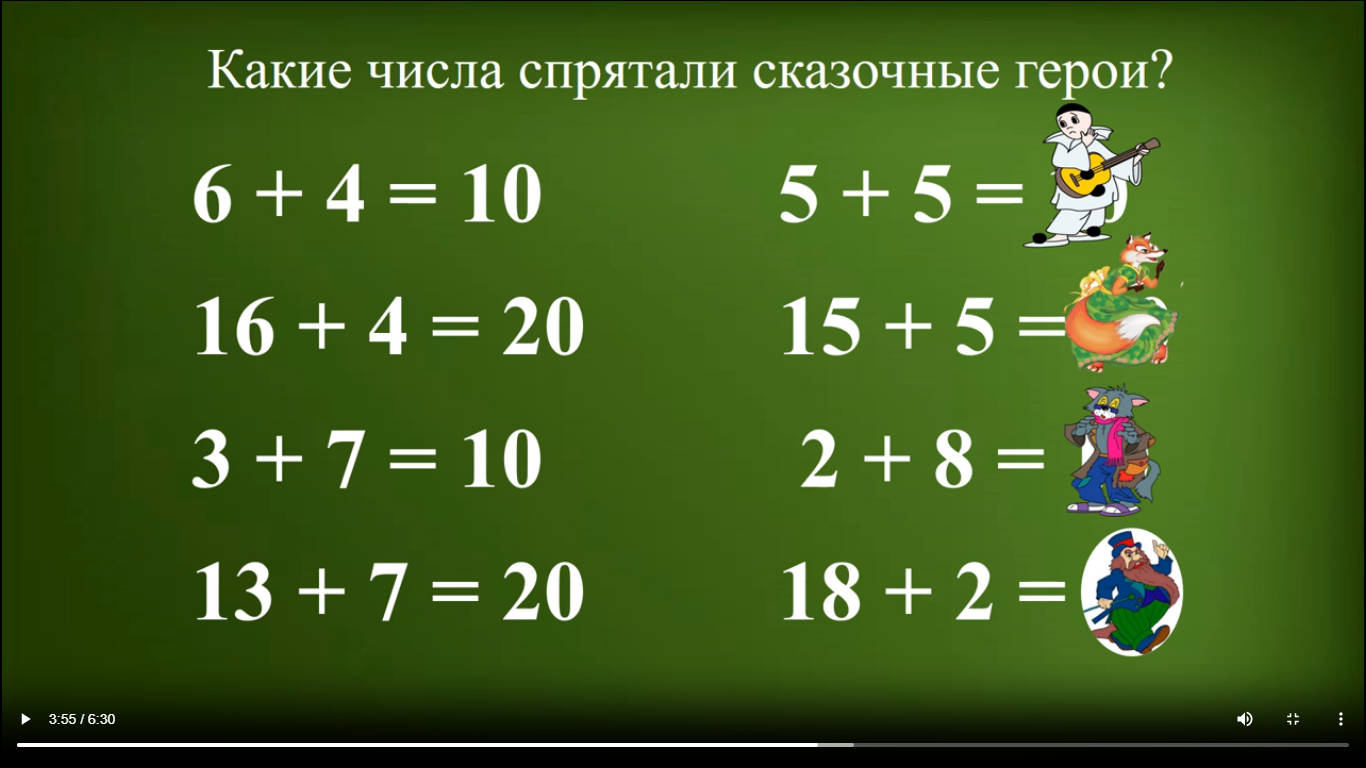 Какие числа спрятали сказочные герои?
6 + 4 = 10
5 + 5 =
16 + 4 = 20
15 + 5 =
3 + 7 = 10
2 + 8 =
13 + 7 = 20
18 + 2 =
3:55 / 6:30